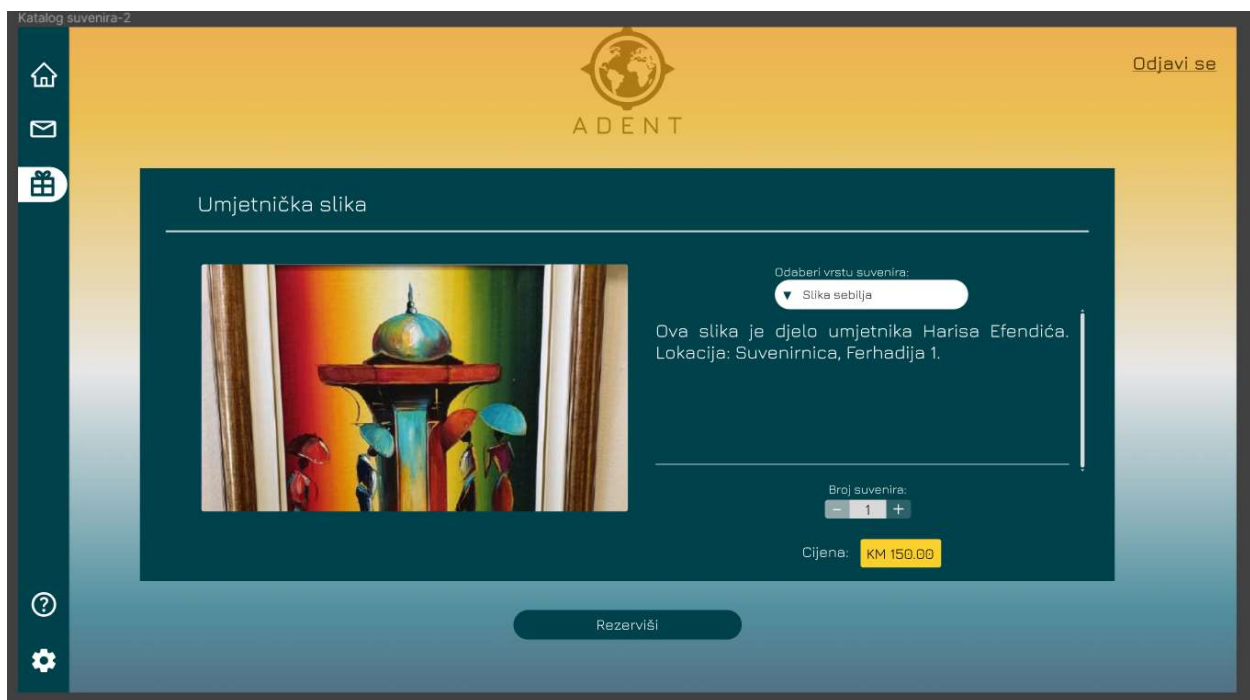 Katalog suvenira-2
Odjavi se
ADENT
Umjetnička slika
Odaberi vrstu suvenira:
▼ Slika sebilja
Ova slika je djelo umjetnika Harisa Efendića.
Lokacija: Suvenirnica, Ferhadija 1.
Broj suvenira:
− 1 +
Cijena: KM 150.00
Rezerviši